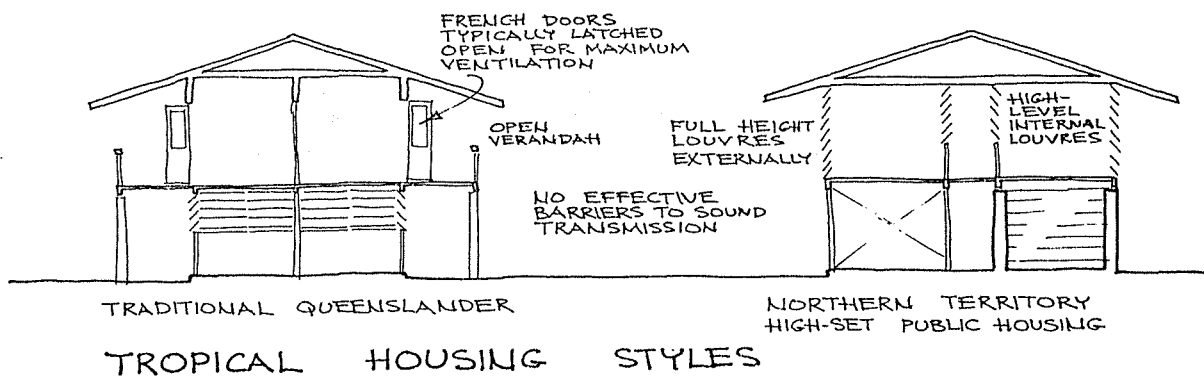 FRENCH DOORS
TYPICALLY LATCHED
OPEN FOR MAXIMUM
VENTILATION
OPEN
VERANDAH
FULL HEIGHT
LOUVRES
EXTERNALLY
HIGH-
LEVEL
INTERNAL
LOUVRES
NO EFFECTIVE
BARRIERS TO SOUND
TRANSMISSION
TRADITIONAL QUEENSLANDER
NORTHERN TERRITORY
HIGH-SET PUBLIC HOUSING
TROPICAL HOUSING STYLES